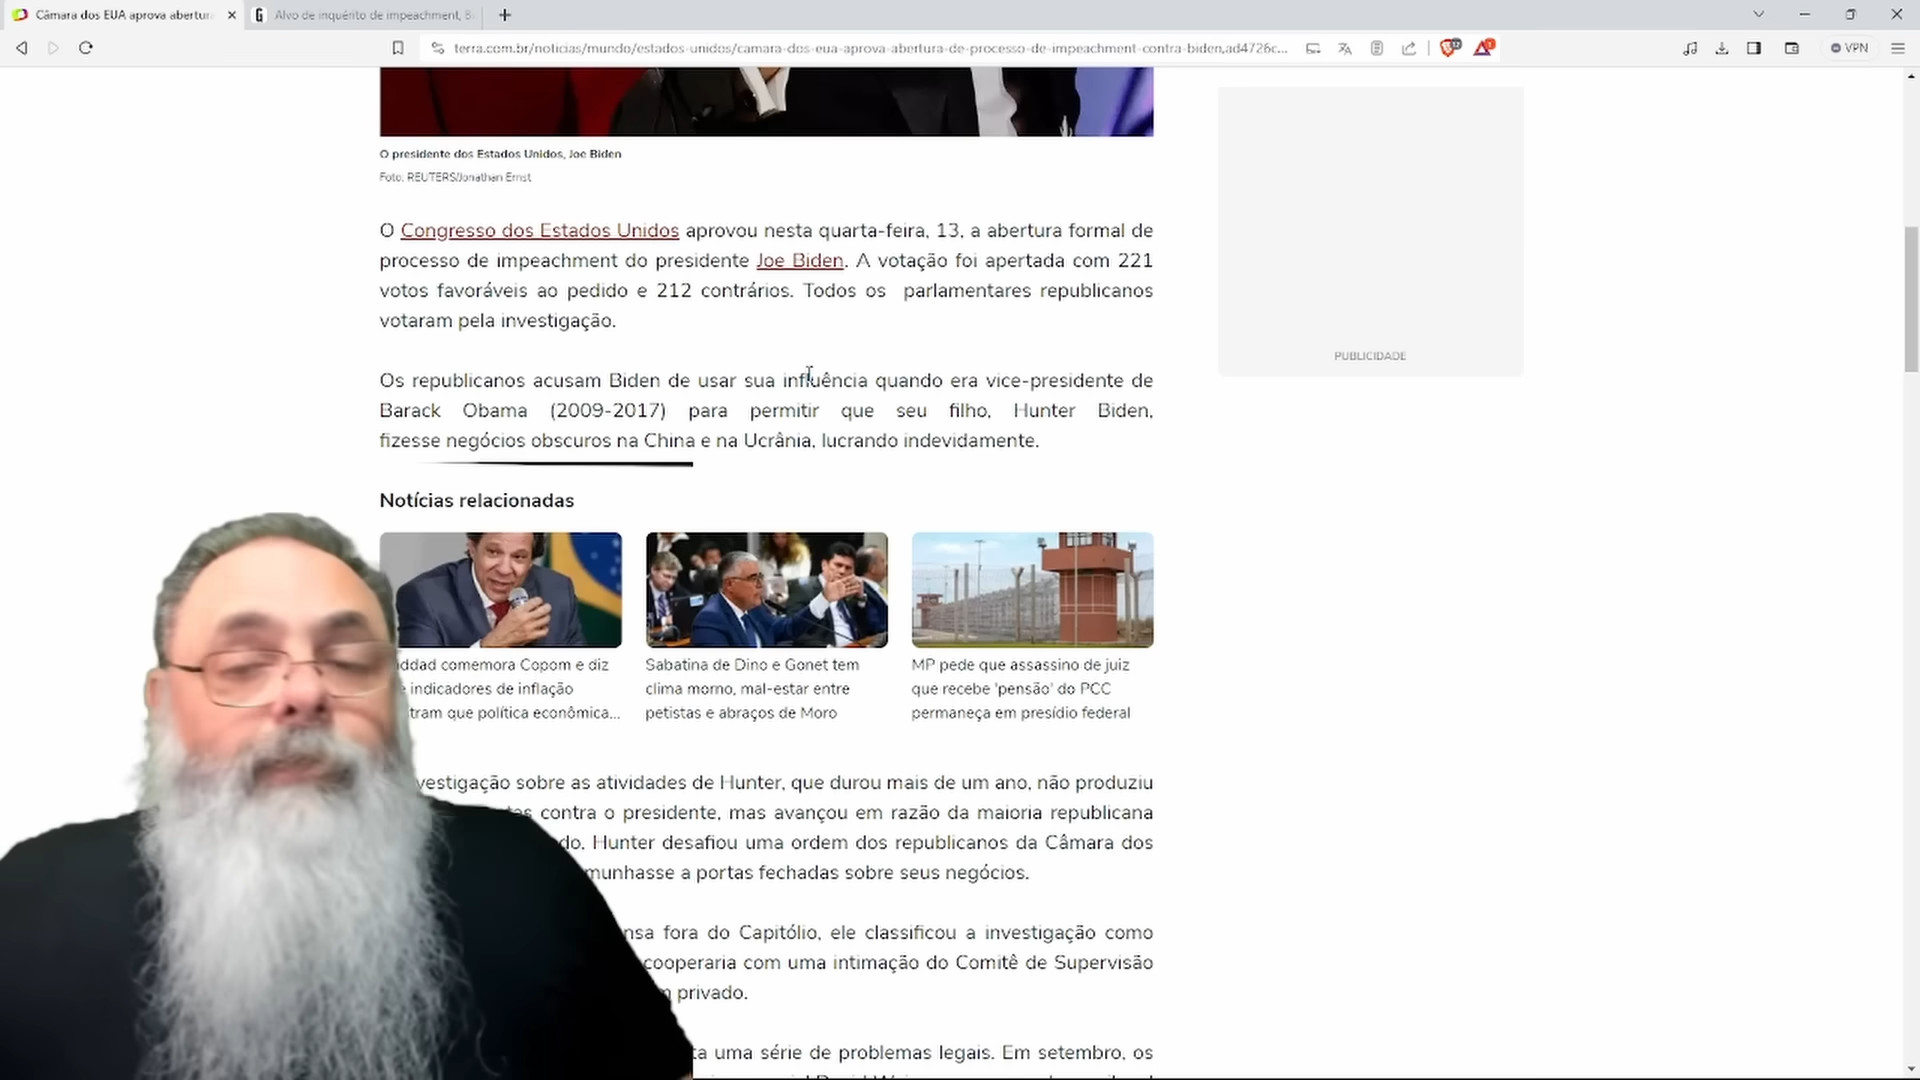 Câmara dos EUA aprova abertur
Alvo de inquérito de impeachment, B
terra.com.br/noticias/mundo/estados-unidos/camara-dos-eua-aprova-abertura-de-processo-de-impeachment-contra-biden,ad4726c...
VPN
O presidente dos Estados Unidos, Joe Biden
Foto: REUTERS/Jonathan Ernst
O Congresso dos Estados Unidos aprovou nesta quarta-feira, 13, a abertura formal de
processo de impeachment do presidente Joe Biden. A votação foi apertada com 221
votos favoráveis ao pedido e 212 contrários. Todos os parlamentares republicanos
votaram pela investigação.
PUBLICIDADE
Os republicanos acusam Biden de usar sua influência quando era vice-presidente de
Barack Obama (2009-2017) para permitir que seu filho, Hunter Biden,
fizesse negócios obscuros na China e na Ucrânia, lucrando indevidamente.
Notícias relacionadas
ddad comemora Copom e diz
indicadores de inflação
tram que política econômica...
Sabatina de Dino e Gonet tem
clima morno, mal-estar entre
petistas e abraços de Moro
MP pede que assassino de juiz
que recebe 'pensão' do PCC
permaneça em presídio federal
vestigação sobre as atividades de Hunter, que durou mais de um ano, não produziu
contra o presidente, mas avançou em razão da maioria republicana
do. Hunter desafiou uma ordem dos republicanos da Câmara dos
munhasse a portas fechadas sobre seus negócios.
nsa fora do Capitólio, ele classificou a investigação como
cooperaria com uma intimação do Comitê de Supervisão
privado.
ta uma série de problemas legais. Em setembro, os